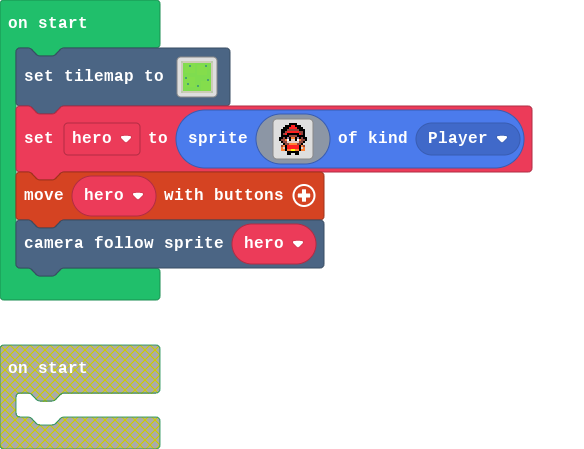 on start
set tilemap to
set hero to sprite of kind Player
move hero with buttons
camera follow sprite hero
on start